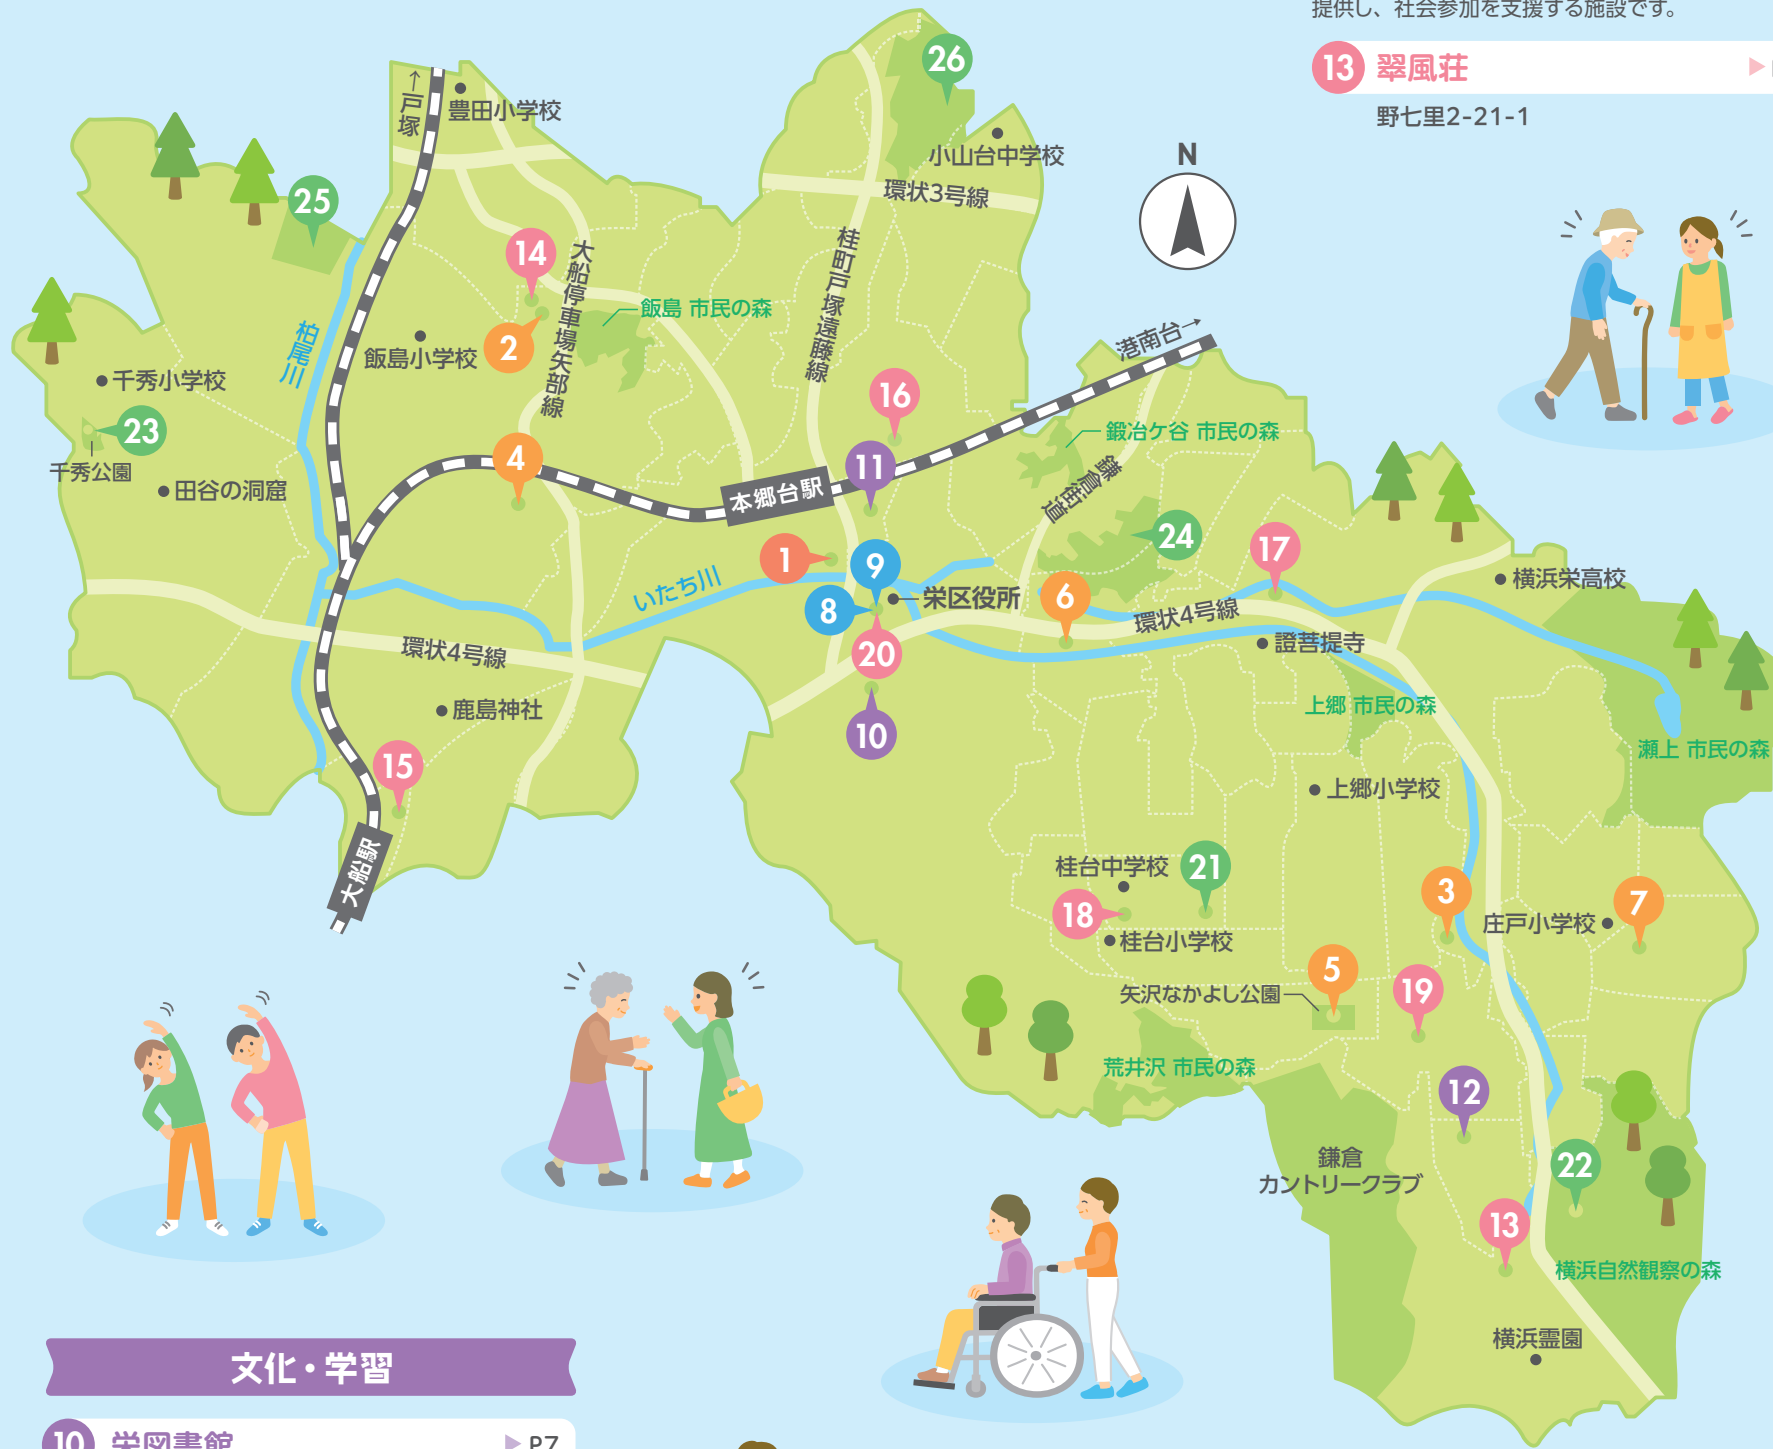 提供し、社会参加を支援する施設です。
13 翠風荘
野七里2-21-1
N
26
←戸塚
豊田小学校
小山台中学校
環状3号線
25
14
大船停車場矢部線
桂町戸塚遠藤線
飯島 市民の森
港南台→
柏尾川
飯島小学校
2
千秀小学校
16
23
千秀公園
鍛冶ケ谷 市民の森
4
11
本郷台駅
鎌倉街道
田谷の洞窟
24
17
1
9
いたち川
8
栄区役所
6
環状4号線
横浜栄高校
證菩提寺
環状4号線
20
鹿島神社
上郷 市民の森
10
瀬上 市民の森
15
上郷小学校
大船駅
桂台中学校
21
18
桂台小学校
3
庄戸小学校
7
5
矢沢なかよし公園
19
荒井沢 市民の森
12
鎌倉
カントリークラブ
22
13
横浜自然観察の森
横浜霊園
文化・学習
10 栄図書館 ▶P.7